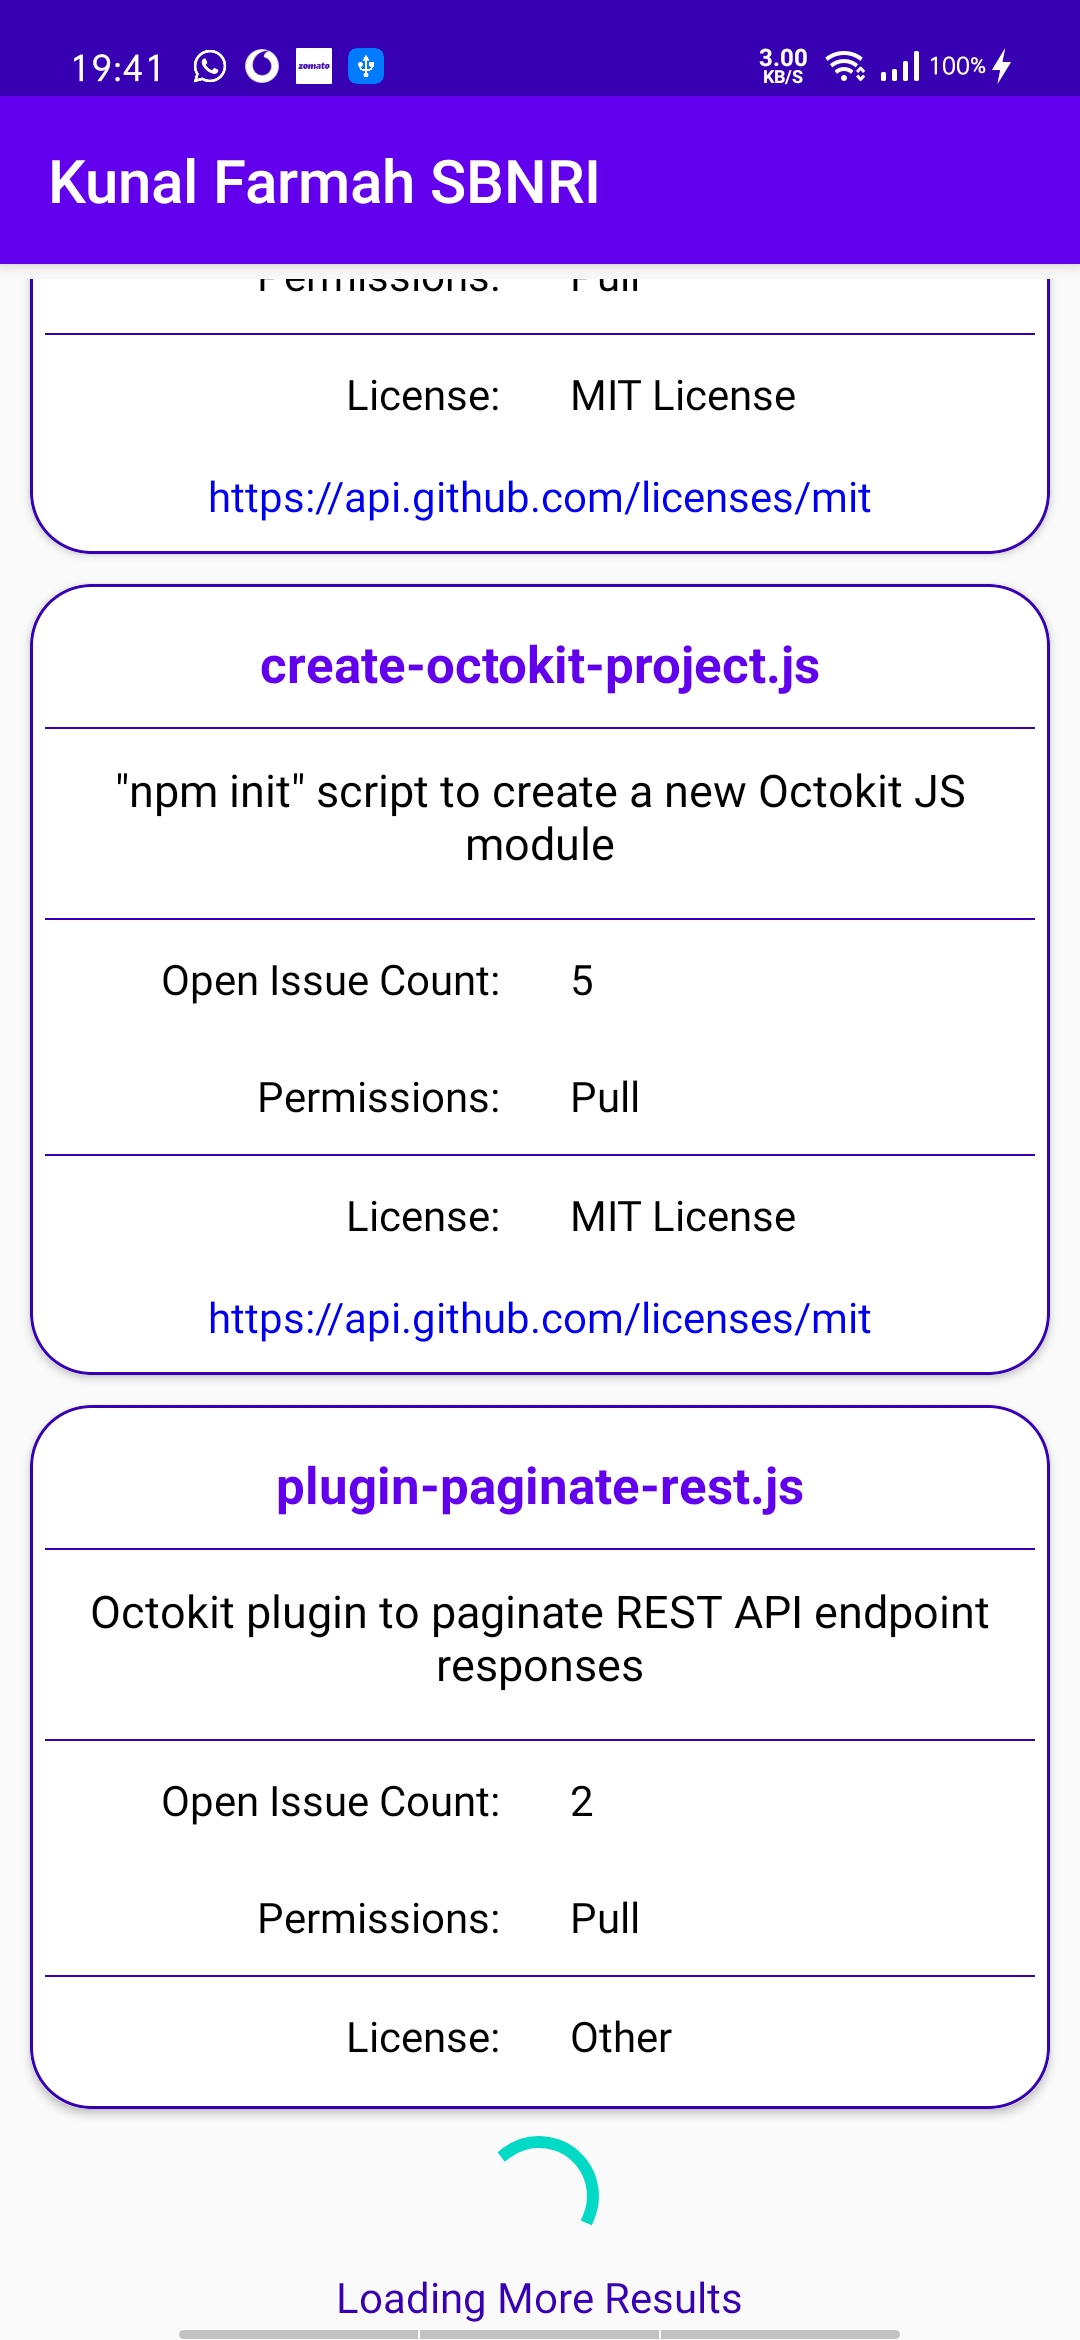 19:41 zomato 3.00 KB/S 100%
Kunal Farmah SBNRI
Permissions: Pull
License: MIT License
https://api.github.com/licenses/mit
create-octokit-project.js
"npm init" script to create a new Octokit JS
module
Open Issue Count: 5
Permissions: Pull
License: MIT License
https://api.github.com/licenses/mit
plugin-paginate-rest.js
Octokit plugin to paginate REST API endpoint
responses
Open Issue Count: 2
Permissions: Pull
License: Other
Loading More Results